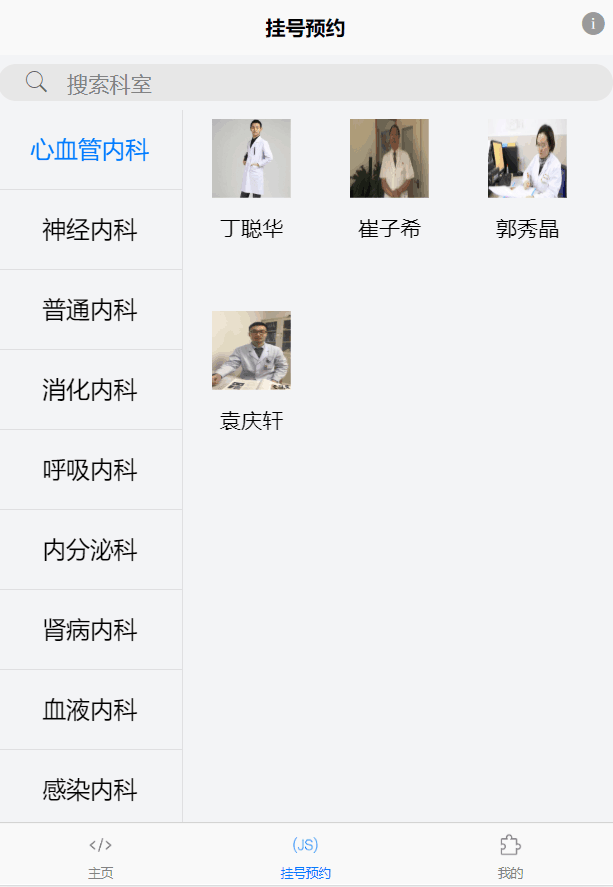 挂号预约
i
搜索科室
心血管内科
神经内科
普通内科
消化内科
呼吸内科
内分泌科
肾病内科
血液内科
感染内科
丁聪华
崔子希
郭秀晶
袁庆轩
</>
主页
(JS)
挂号预约
我的